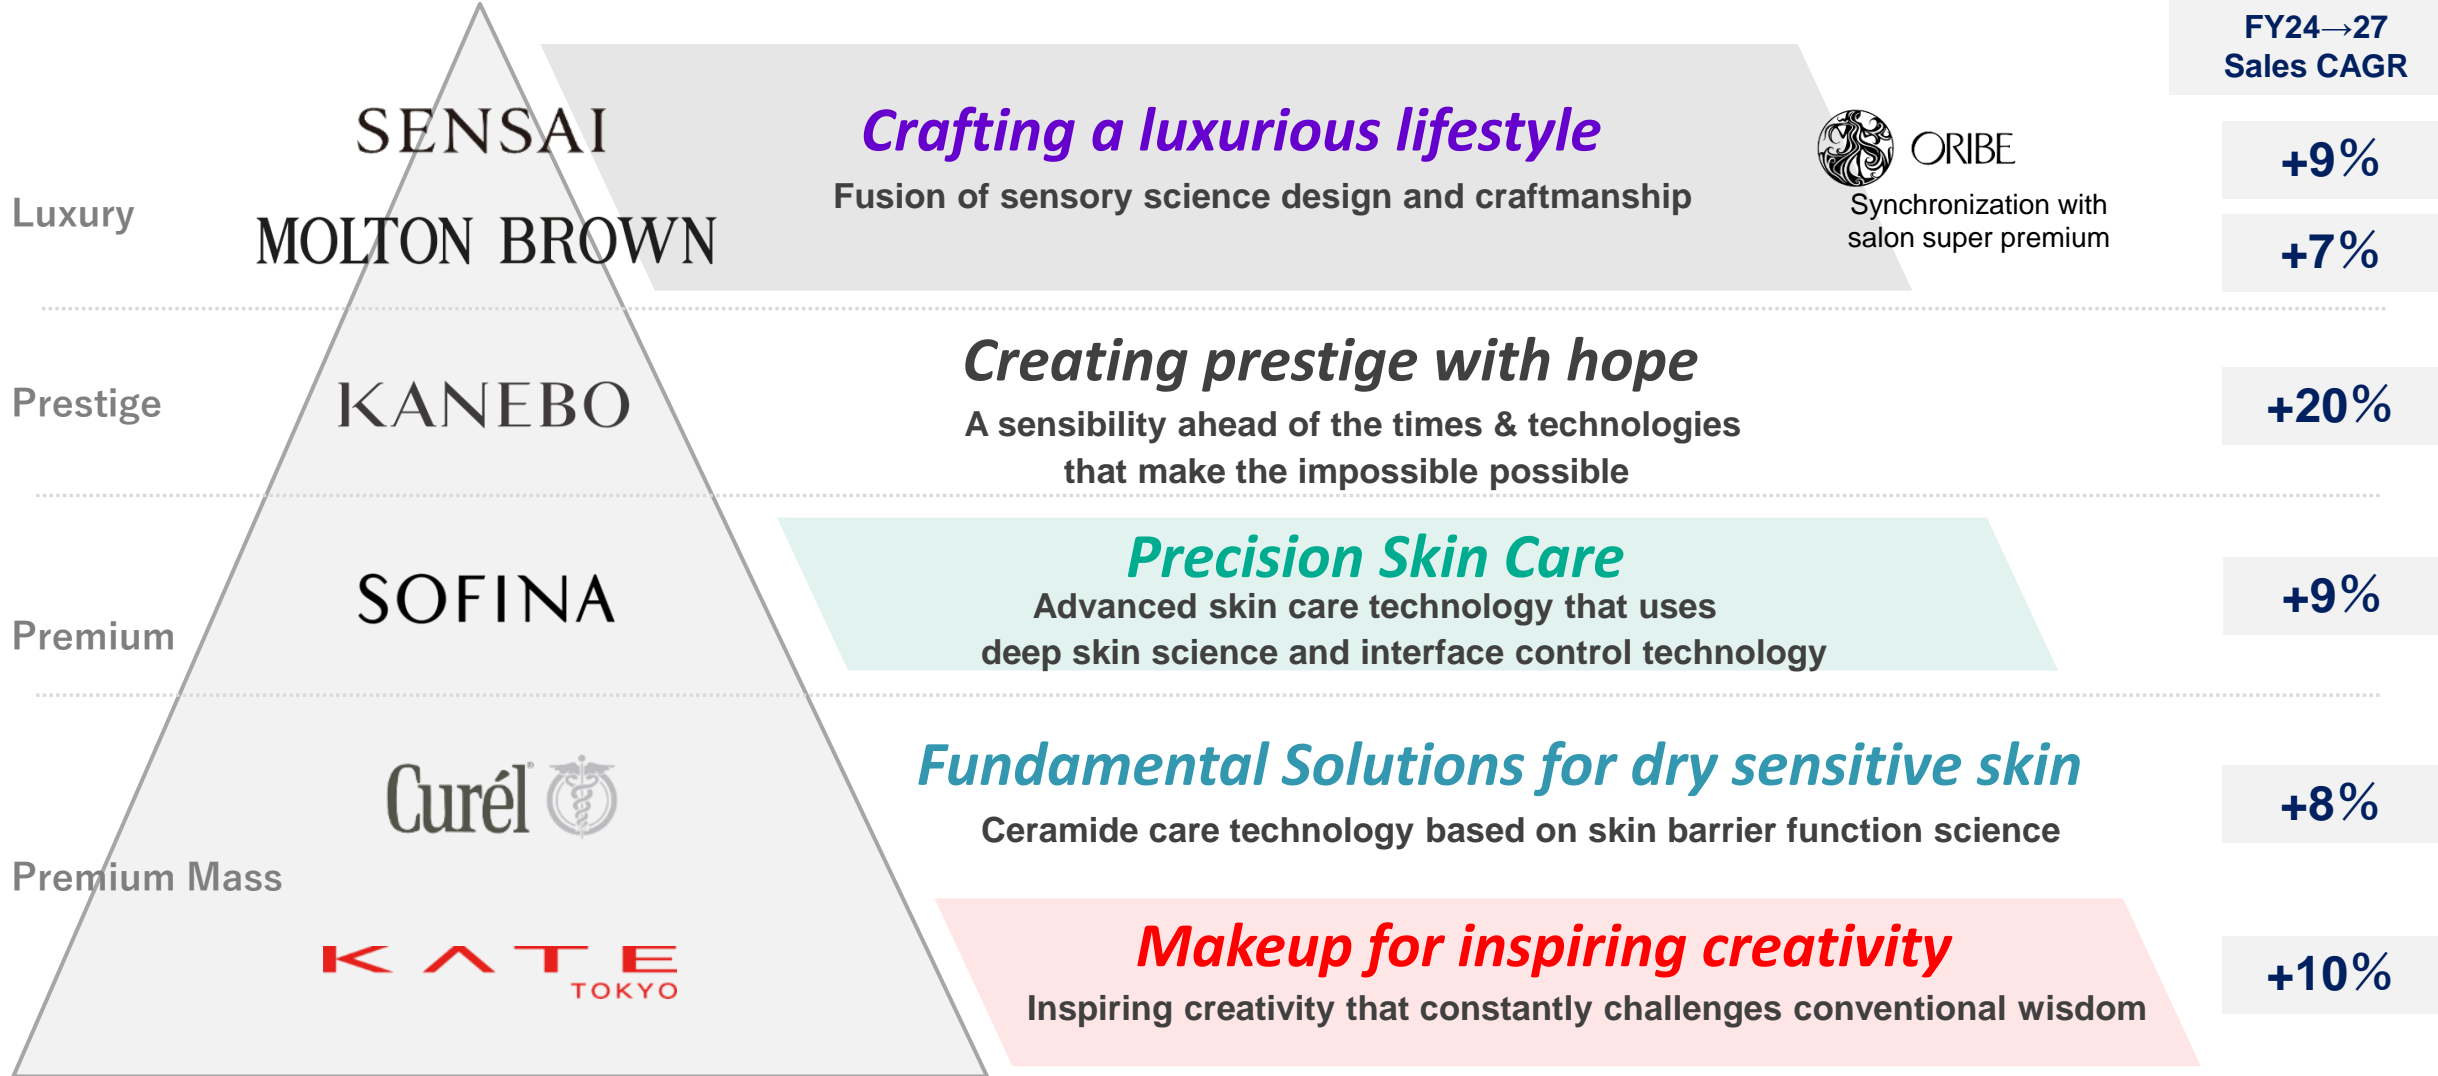 FY24→27
Sales CAGR
SENSAI
Crafting a luxurious lifestyle
ORIBE
+9%
Fusion of sensory science design and craftmanship
Synchronization with
salon super premium
Luxury
MOLTON BROWN
+7%
Creating prestige with hope
Prestige
KANEBO
+20%
A sensibility ahead of the times & technologies
that make the impossible possible
Precision Skin Care
SOFINA
Advanced skin care technology that uses
+9%
Premium
deep skin science and interface control technology
Fundamental Solutions for dry sensitive skin
Curél®
+8%
Ceramide care technology based on skin barrier function science
Premium Mass
Makeup for inspiring creativity
KATE
TOKYO
+10%
Inspiring creativity that constantly challenges conventional wisdom